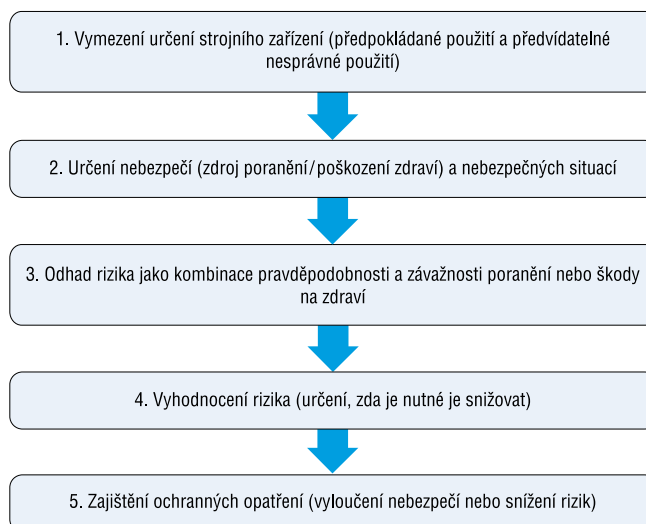 1. Vymezení určení strojního zařízení (předpokládané použití a předvídatelné
nesprávné použití)
2. Určení nebezpečí (zdroj poranění/poškození zdraví) a nebezpečných situací
3. Odhad rizika jako kombinace pravděpodobnosti a závažnosti poranění nebo škody
na zdraví
4. Vyhodnocení rizika (určení, zda je nutné je snižovat)
5. Zajištění ochranných opatření (vyloučení nebezpečí nebo snížení rizik)